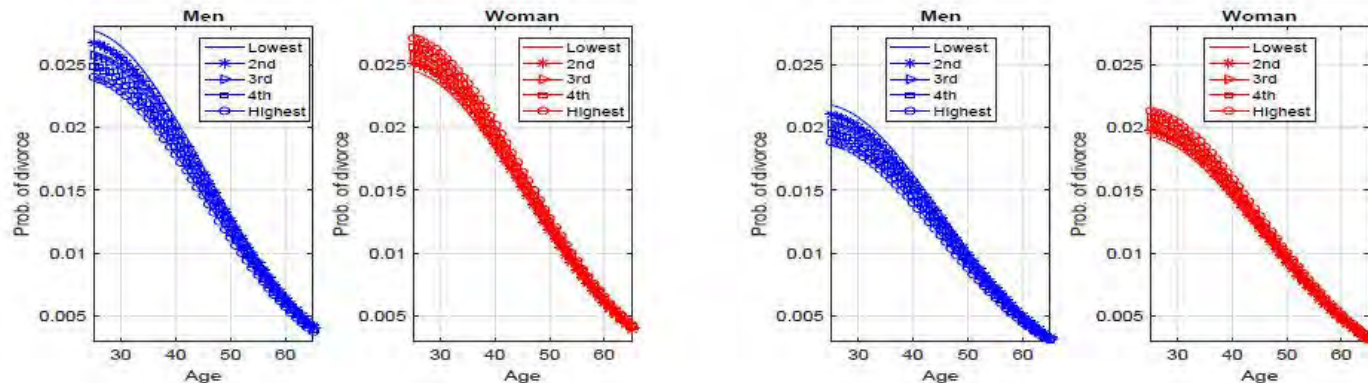 Men
Prob. of divorce
0.025
0.02
0.015
0.01
0.005
Lowest
2nd
3rd
4th
Highest
30 40 50 60
Age
Woman
Prob. of divorce
0.025
0.02
0.015
0.01
0.005
Lowest
2nd
3rd
4th
Highest
30 40 50 60
Age
Men
Prob. of divorce
0.025
0.02
0.015
0.01
0.005
Lowest
2nd
3rd
4th
Highest
30 40 50 60
Age
Woman
Prob. of divorce
0.025
0.02
0.015
0.01
0.005
Lowest
2nd
3rd
4th
Highest
30 40 50 60
Age